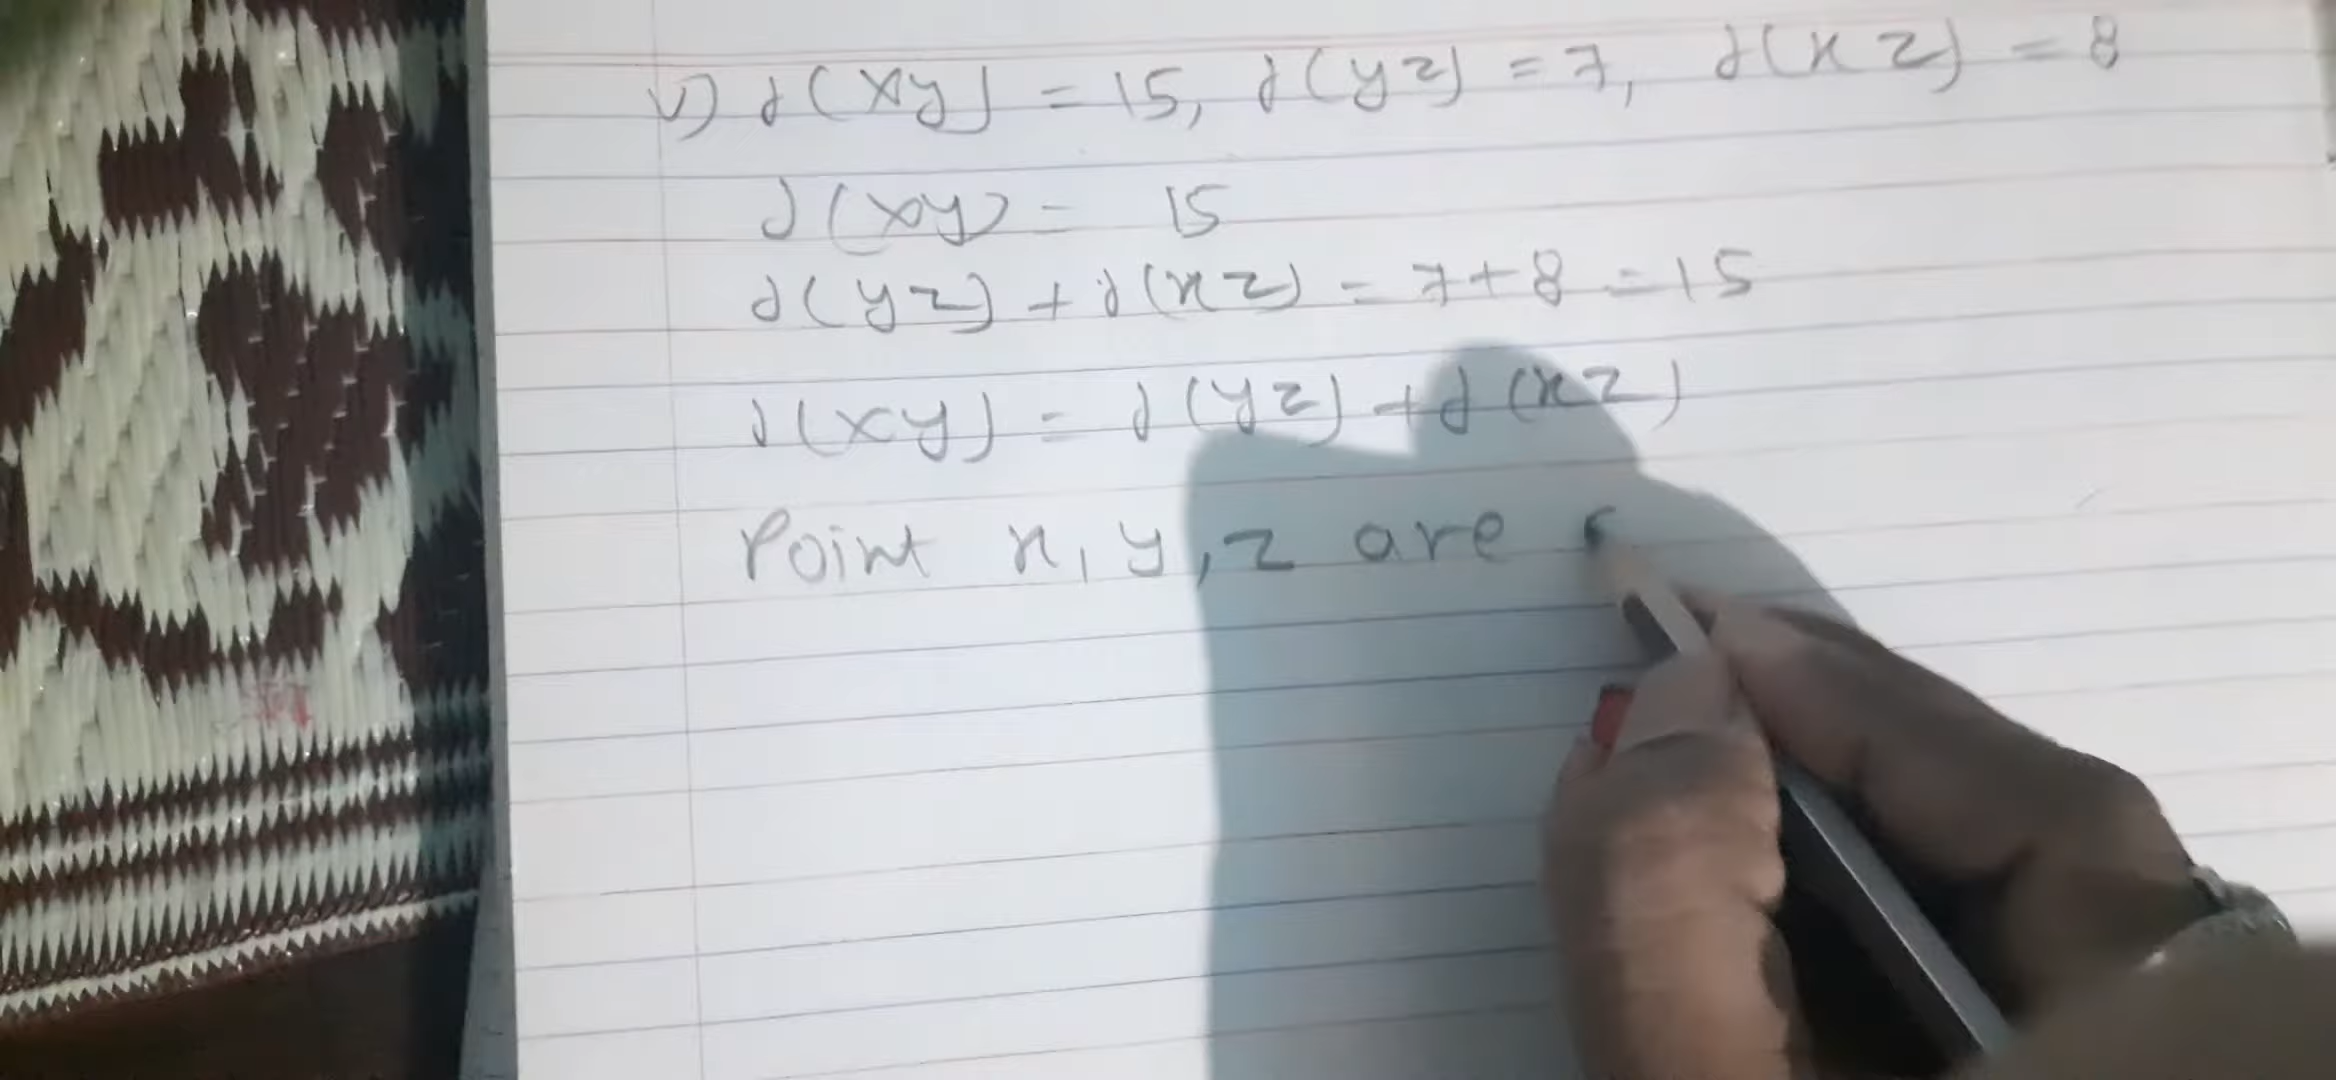 v) d(xy) = 15, d(yz) = 7, d(xz) = 8
d(xy) = 15
d(yz) + d(xz) = 7+8 = 15
d(xy) = d(yz) + d(xz)
Point x, y, z are